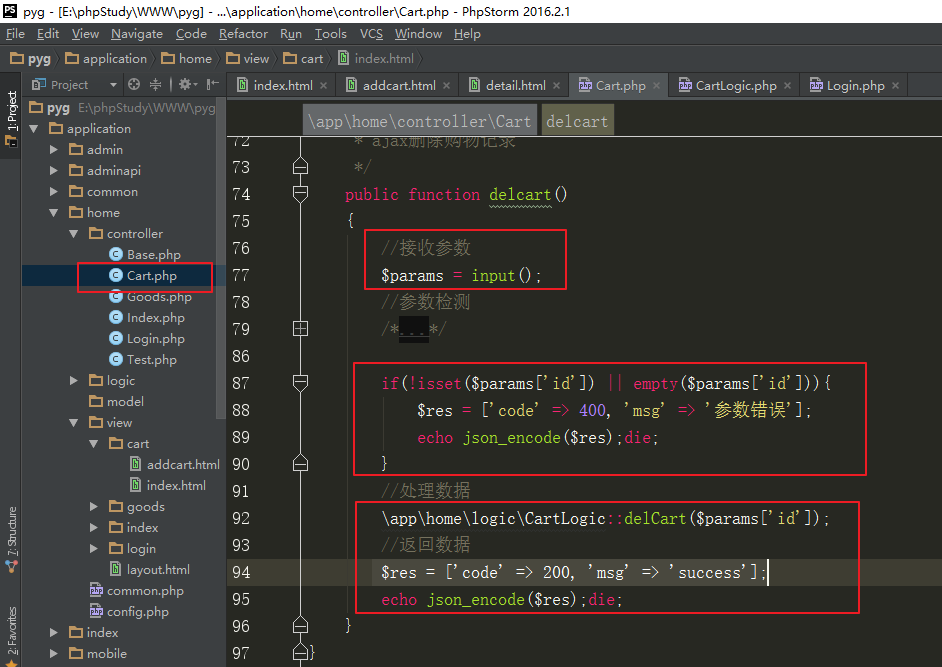 pyg - [E:\phpStudy\WWW\pyg] - ...\application\home\controller\Cart.php - PhpStorm 2016.2.1
File Edit View Navigate Code Refactor Run Tools VCS Window Help
pyg application home view cart index.html
Project
index.html addcart.html detail.html Cart.php CartLogic.php Login.php
1: Project
7: Structure
2: Favorites
pyg E:\phpStudy\WWW\pyg
application
admin
adminapi
common
home
controller
Base.php
Cart.php
Goods.php
Index.php
Login.php
Test.php
logic
model
view
cart
addcart.html
index.html
goods
index
login
layout.html
common.php
config.php
index
mobile
\app\home\controller\Cart delcart
72 * ajax删除购物记录
73 */
74 public function delcart()
75 {
76 //接收参数
77 $params = input();
78 //参数检测
79 /*...*/
86
87 if(!isset($params['id']) || empty($params['id'])){
88 $res = ['code' => 400, 'msg' => '参数错误'];
89 echo json_encode($res);die;
90 }
91 //处理数据
92 \app\home\logic\CartLogic::delCart($params['id']);
93 //返回数据
94 $res = ['code' => 200, 'msg' => 'success'];
95 echo json_encode($res);die;
96 }
97 }